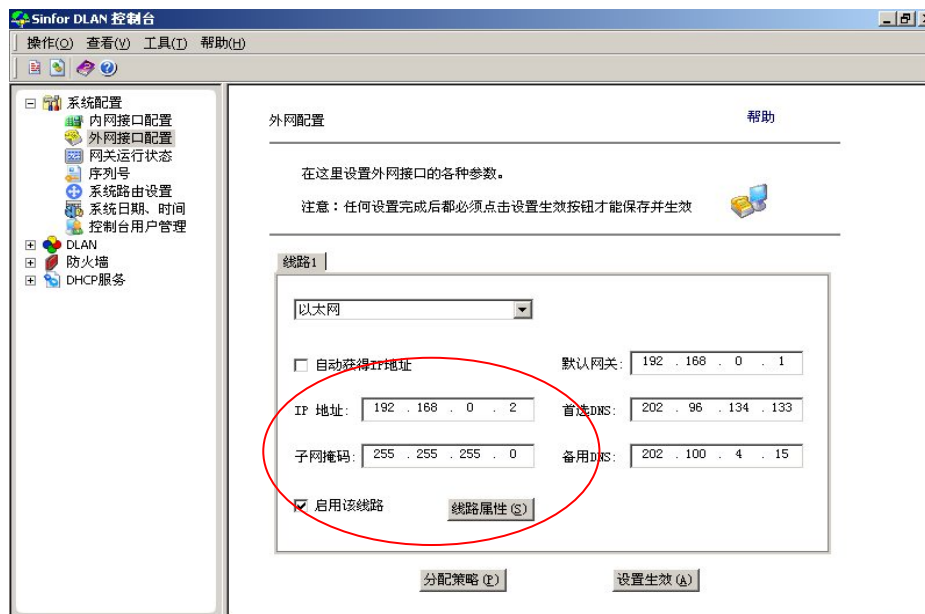 Sinfor DLAN 控制台
操作(O) 查看(V) 工具(T) 帮助(H)
系统配置
内网接口配置
外网接口配置
网关运行状态
序列号
系统路由设置
系统日期、时间
控制台用户管理
DLAN
防火墙
DHCP服务
外网配置 帮助
在这里设置外网接口的各种参数。
注意：任何设置完成后都必须点击设置生效按钮才能保存并生效
线路1
以太网
自动获得IP地址 默认网关: 192 . 168 . 0 . 1
IP 地址: 192 . 168 . 0 . 2 首选DNS: 202 . 96 . 134 . 133
子网掩码: 255 . 255 . 255 . 0 备用DNS: 202 . 100 . 4 . 15
启用该线路 线路属性(S)
分配策略(P) 设置生效(A)